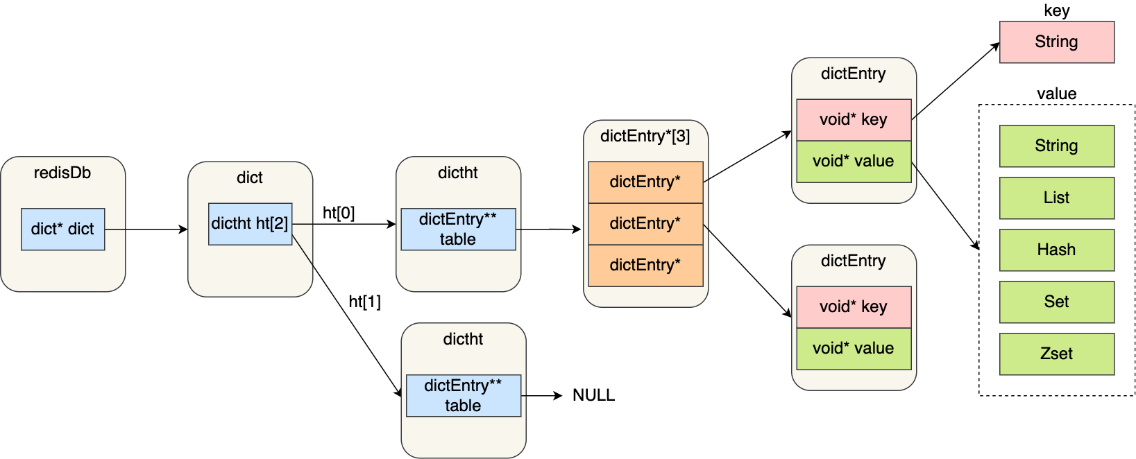 redisDb
dict* dict
dict
dictht ht[2]
ht[0]
ht[1]
dictht
dictEntry**
table
dictht
dictEntry**
table
NULL
dictEntry*[3]
dictEntry*
dictEntry*
dictEntry*
dictEntry
void* key
void* value
dictEntry
void* key
void* value
key
String
value
String
List
Hash
Set
Zset